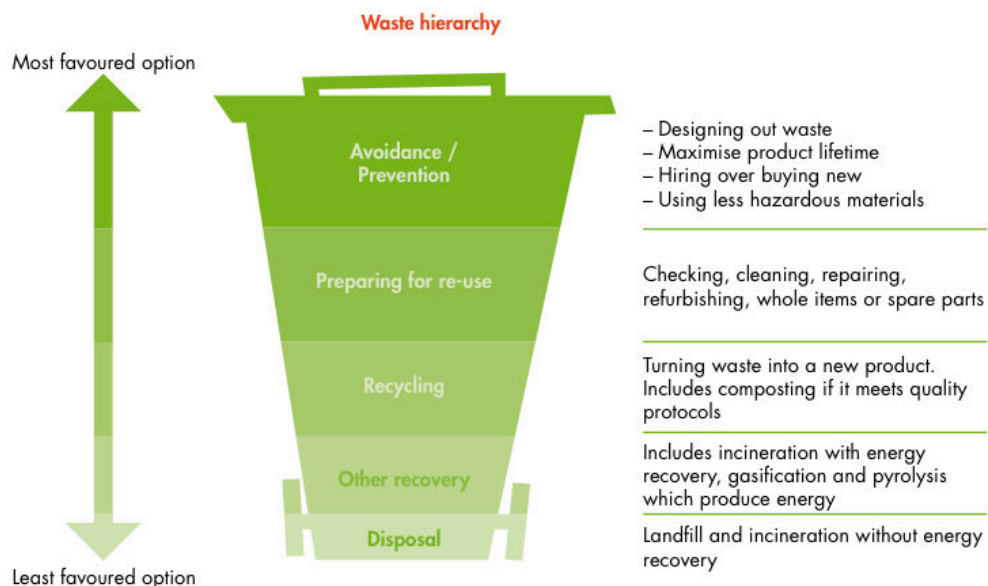 Waste hierarchy
Most favoured option
Avoidance /
Prevention
– Designing out waste
– Maximise product lifetime
– Hiring over buying new
– Using less hazardous materials
Preparing for re-use
Checking, cleaning, repairing,
refurbishing, whole items or spare parts
Recycling
Turning waste into a new product.
Includes composting if it meets quality
protocols
Other recovery
Includes incineration with energy
recovery, gasification and pyrolysis
which produce energy
Disposal
Landfill and incineration without energy
recovery
Least favoured option